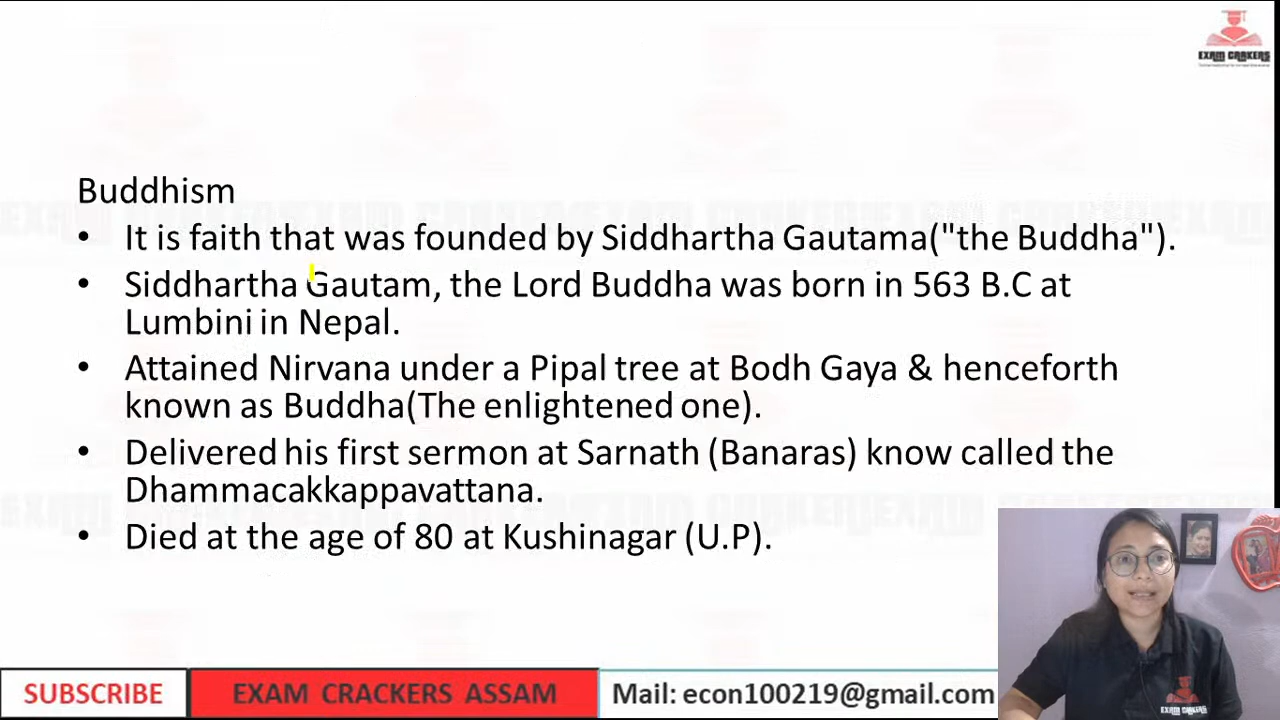 EXAM CRAKERS
Buddhism
• It is faith that was founded by Siddhartha Gautama("the Buddha").
• Siddhartha Gautam, the Lord Buddha was born in 563 B.C at
Lumbini in Nepal.
• Attained Nirvana under a Pipal tree at Bodh Gaya & henceforth
known as Buddha(The enlightened one).
• Delivered his first sermon at Sarnath (Banaras) know called the
Dhammacakkappavattana.
• Died at the age of 80 at Kushinagar (U.P).
SUBSCRIBE
EXAM CRACKERS ASSAM
Mail: econ100219@gmail.com